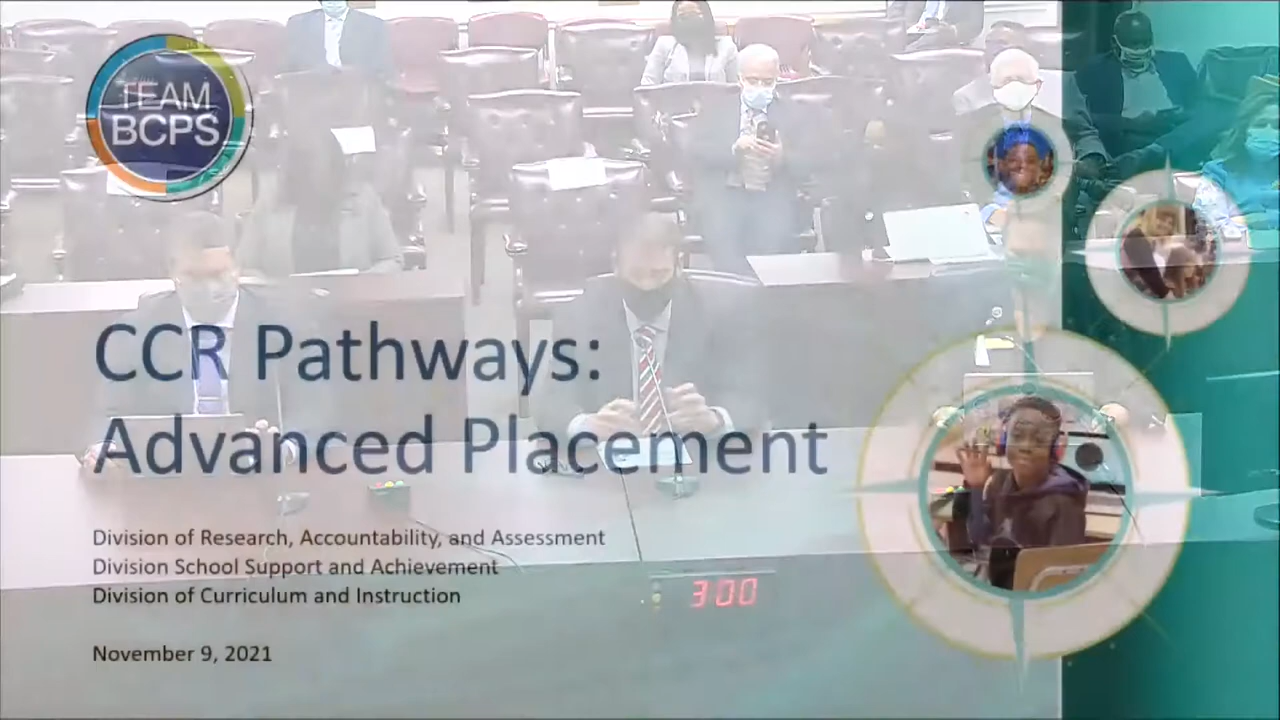 TEAM
BCPS
CCR Pathways:
Advanced Placement
Division of Research, Accountability, and Assessment
Division School Support and Achievement
Division of Curriculum and Instruction
300
November 9, 2021